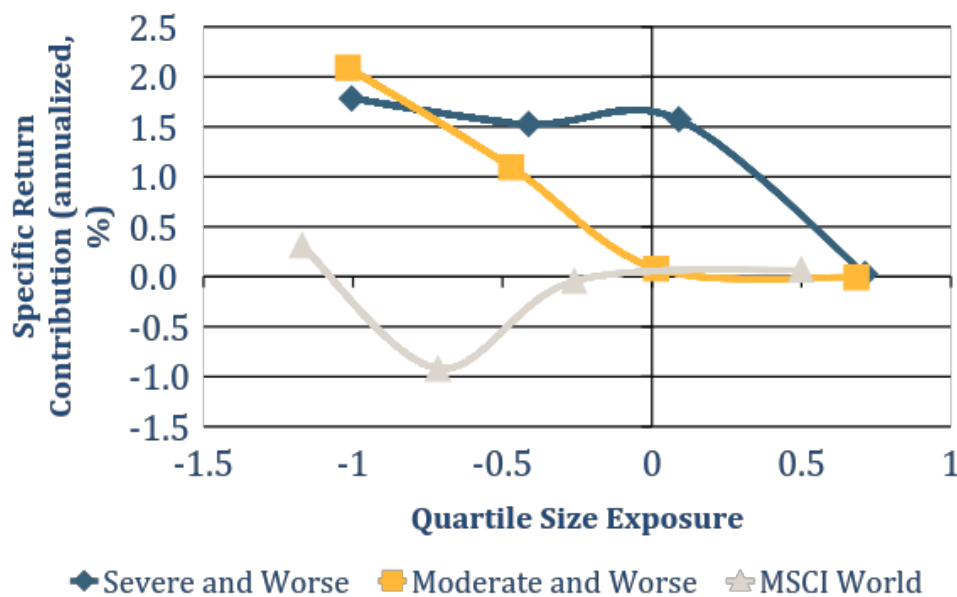 Specific Return
Contribution (annualized,
%)
2.5
2.0
1.5
1.0
0.5
0.0
-0.5
-1.0
-1.5
-1.5
-1
-0.5
0
0.5
1
Quartile Size Exposure
Severe and Worse
Moderate and Worse
MSCI World